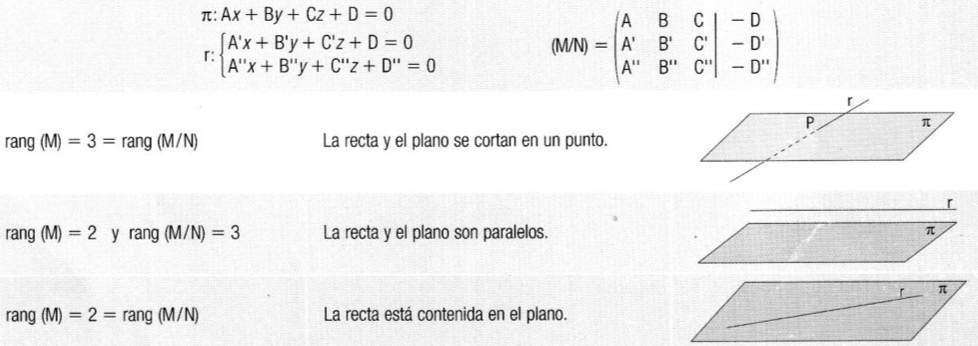 π: Ax + By + Cz + D = 0
r: { A'x + B'y + C'z + D = 0
A''x + B''y + C''z + D'' = 0
(M/N) = ( A B C | − D
A' B' C' | − D'
A'' B'' C'' | − D'' )
rang (M) = 3 = rang (M/N) La recta y el plano se cortan en un punto.
r
P π
rang (M) = 2 y rang (M/N) = 3 La recta y el plano son paralelos.
r
π
rang (M) = 2 = rang (M/N) La recta está contenida en el plano.
r π